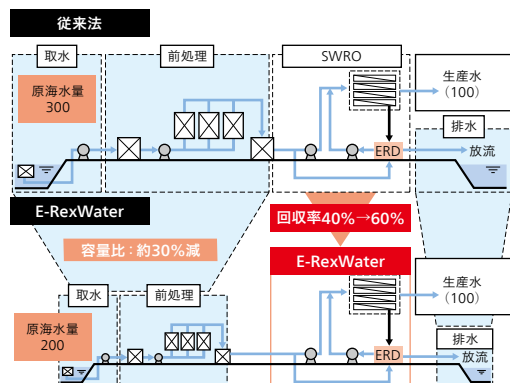 従来法
取水
前処理
SWRO
原海水量
300
生産水
(100)
排水
ERD
放流
E-RexWater
回収率40%→60%
容量比：約30%減
E-RexWater
取水
前処理
原海水量
200
生産水
(100)
排水
ERD
放流